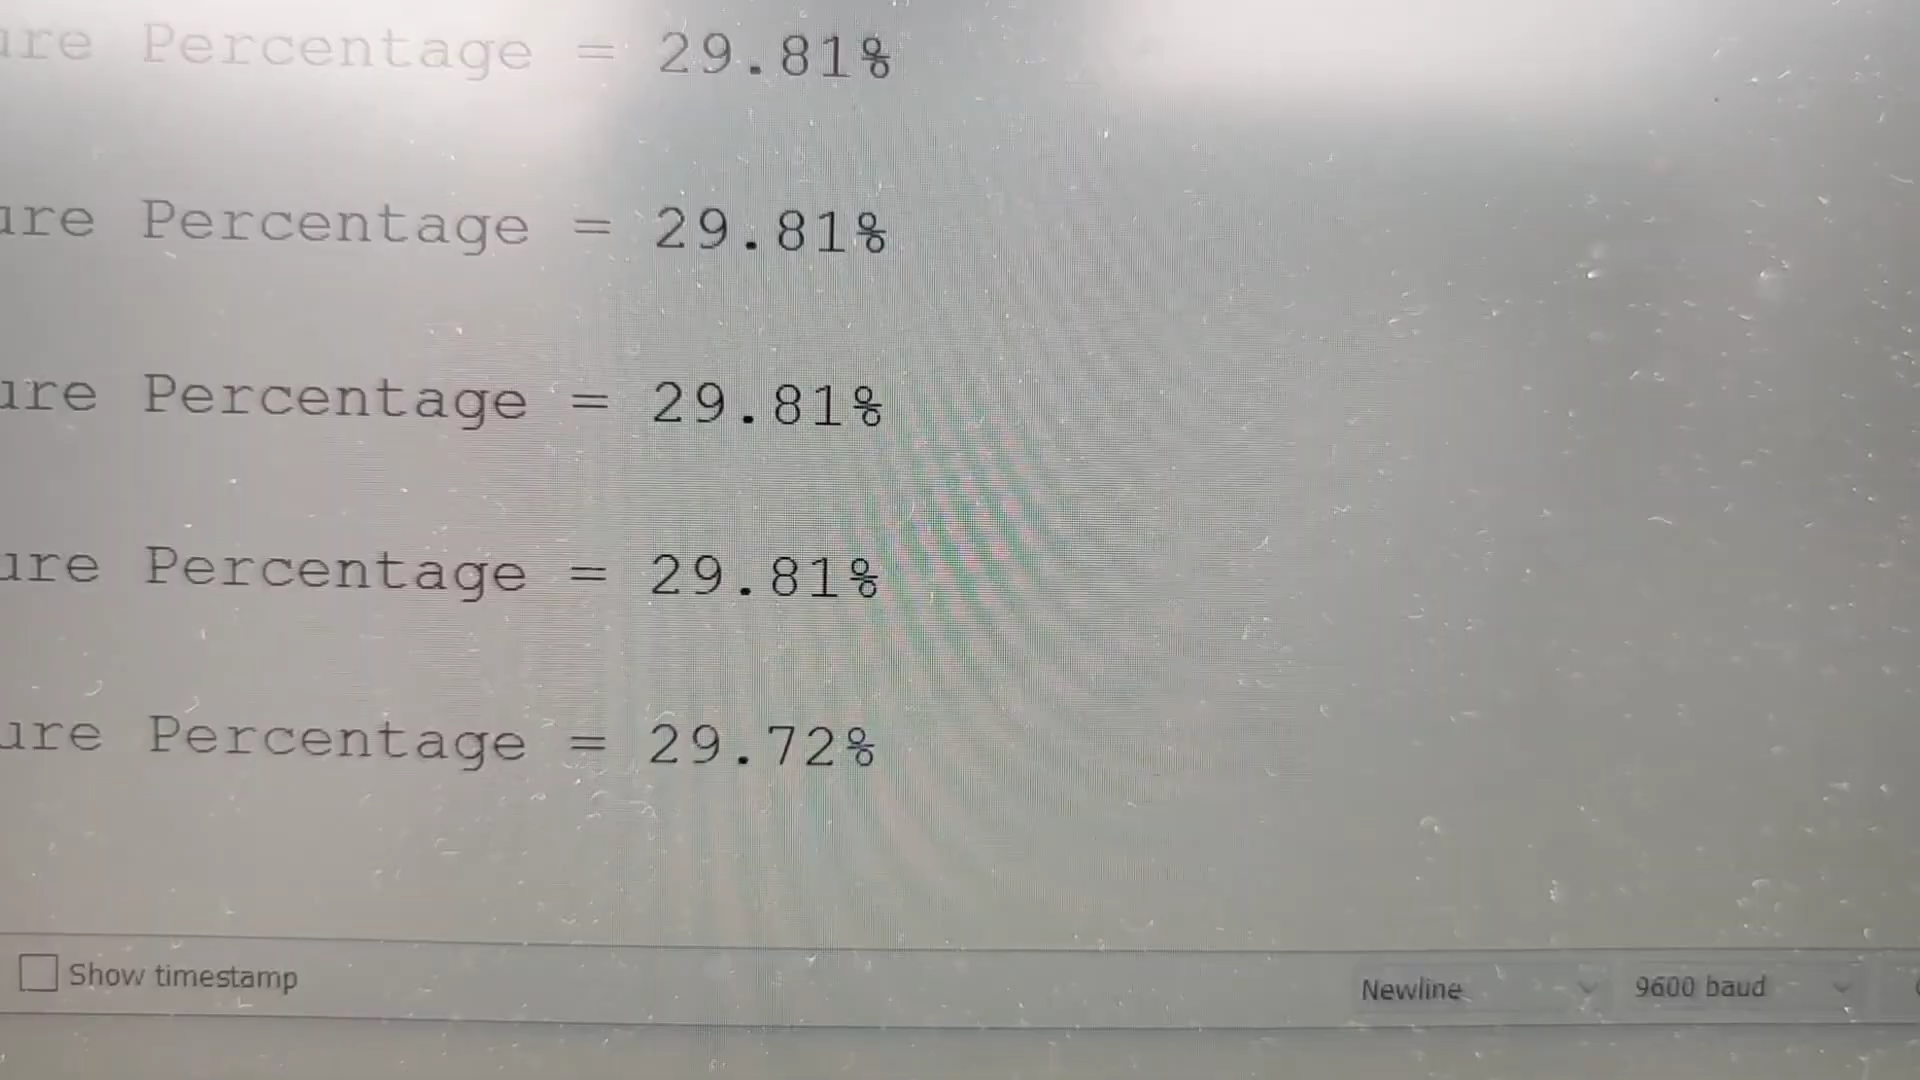 ure Percentage = 29.81%
ure Percentage = 29.81%
ure Percentage = 29.81%
ure Percentage = 29.81%
ure Percentage = 29.72%
Show timestamp
Newline
9600 baud